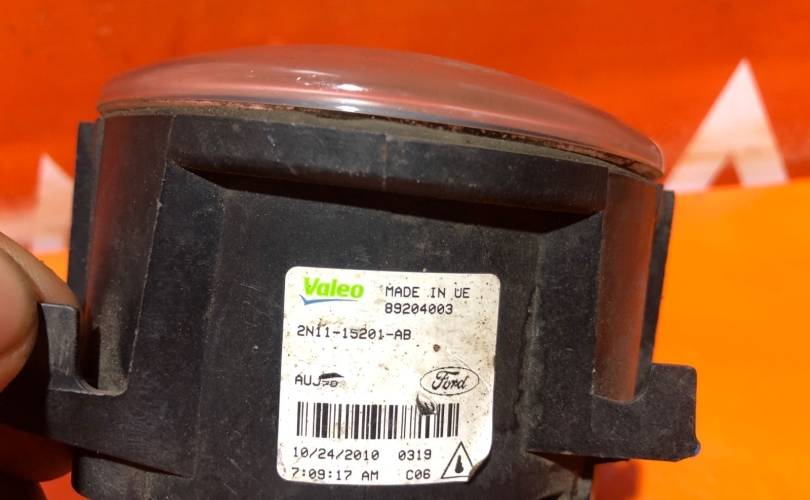 Valeo
MADE IN UE
89204003
2N11-15201-AB
Ford
10/24/2010 0319
7:09:17 AM C06